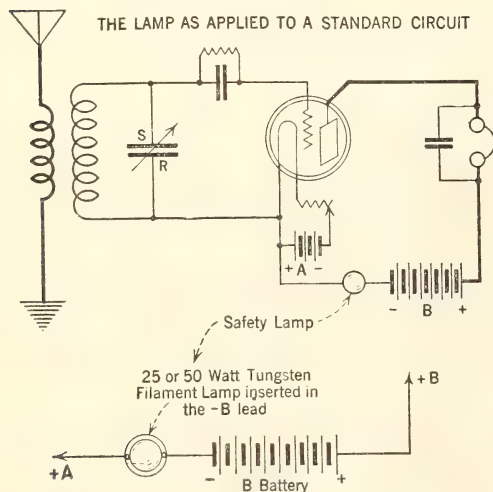 THE LAMP AS APPLIED TO A STANDARD CIRCUIT
S
R
+ A -
- B +
Safety Lamp
25 or 50 Watt Tungsten
Filament Lamp inserted in
the -B lead
+B
+A
- +
B Battery